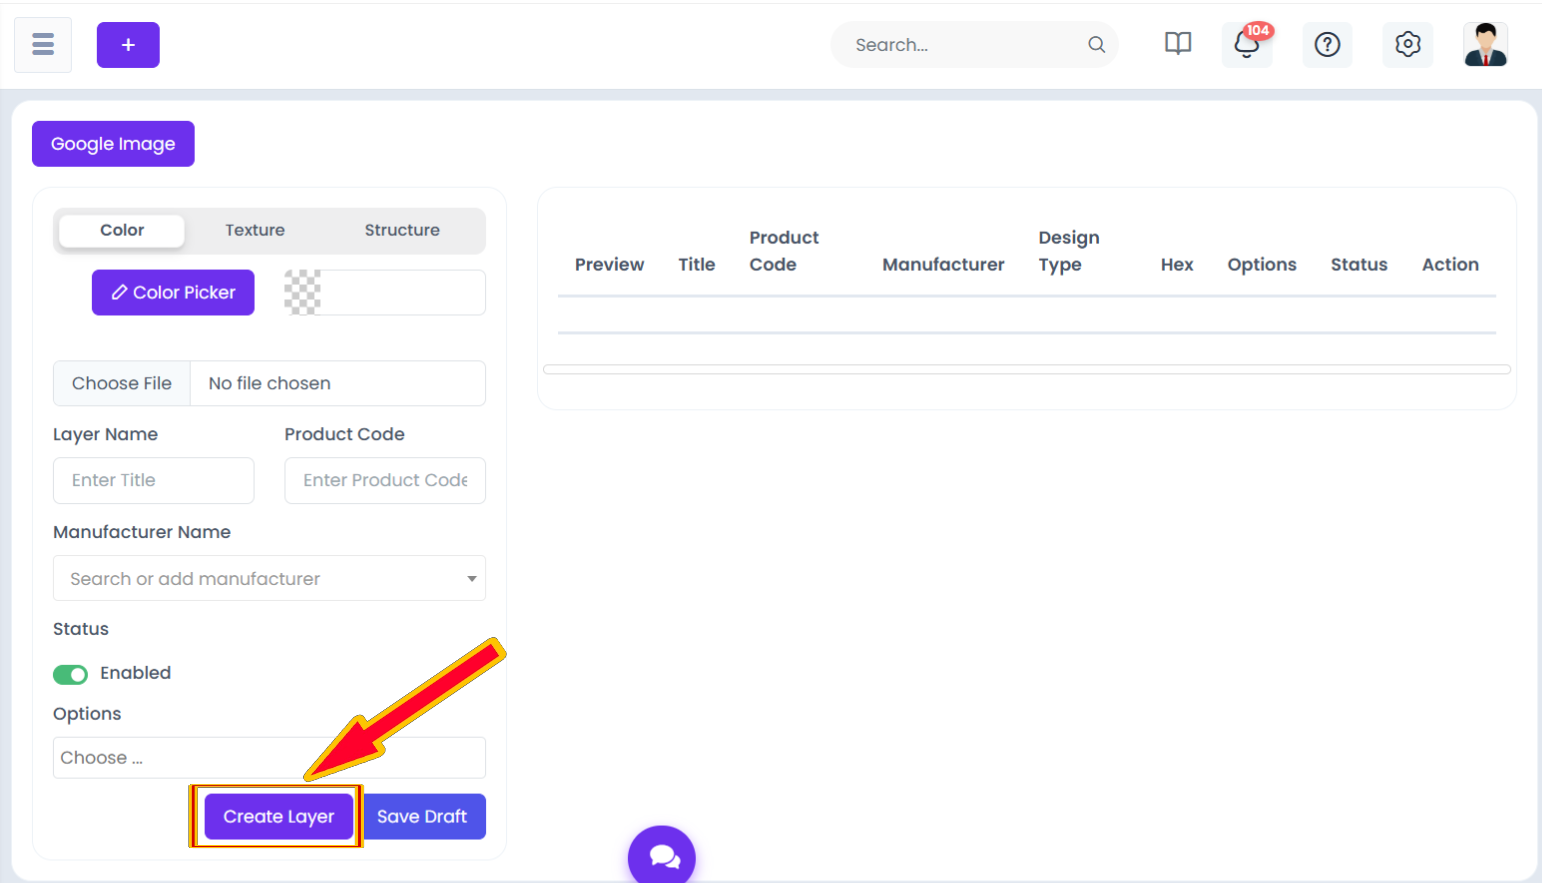 +
Search...
104
Google Image
Color Texture Structure
Color Picker
Choose File No file chosen
Layer Name Product Code
Enter Title Enter Product Code
Manufacturer Name
Search or add manufacturer
Status
Enabled
Options
Choose ...
Create Layer Save Draft
Preview Title Product Code Manufacturer Design Type Hex Options Status Action